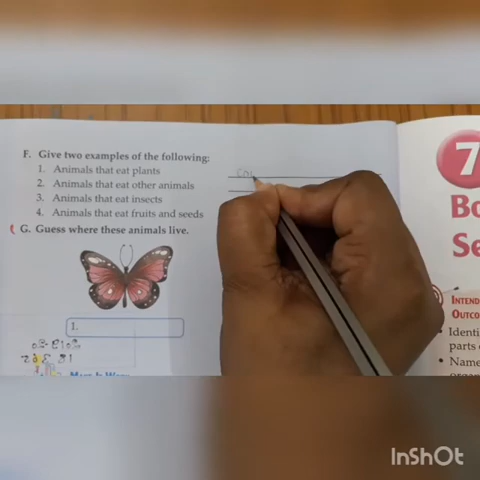 F. Give two examples of the following:
1. Animals that eat plants
2. Animals that eat other animals
3. Animals that eat insects
4. Animals that eat fruits and seeds
G. Guess where these animals live.
1.
7
Bo
Se
INTEND
OUTCO
• Identi
parts o
• Name
InShOt